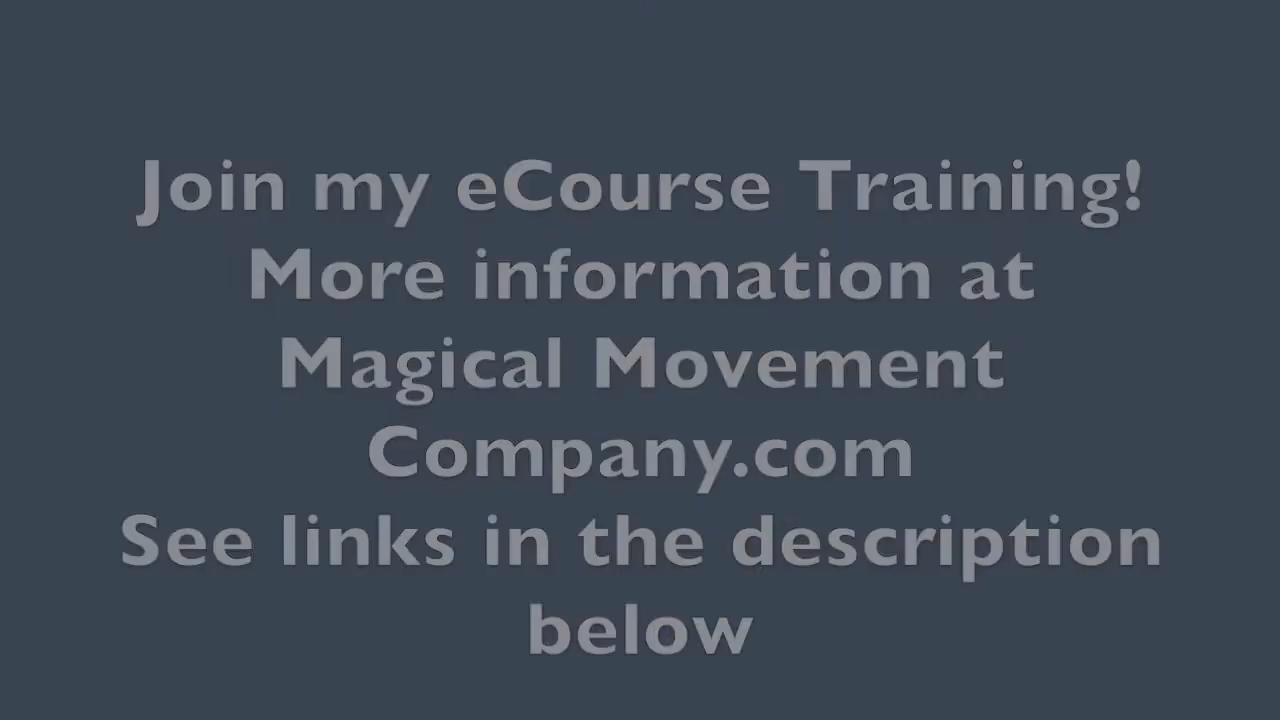 Join my eCourse Training!
More information at
Magical Movement
Company.com
See links in the description
below